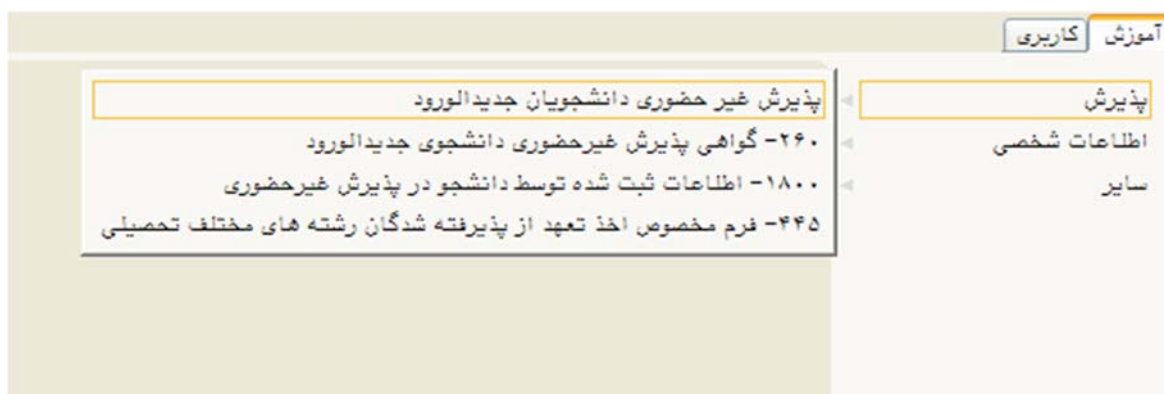 آموزش کاربری
پذیرش
اطلاعات شخصی
سایر
پذیرش غیر حضوری دانشجویان جدیدالورود
۲۶۰- گواهی پذیرش غیرحضوری دانشجوی جدیدالورود
۱۸۰۰- اطلاعات ثبت شده توسط دانشجو در پذیرش غیرحضوری
۴۴۵- فرم مخصوص اخذ تعهد از پذیرفته شدگان رشته های مختلف تحصیلی